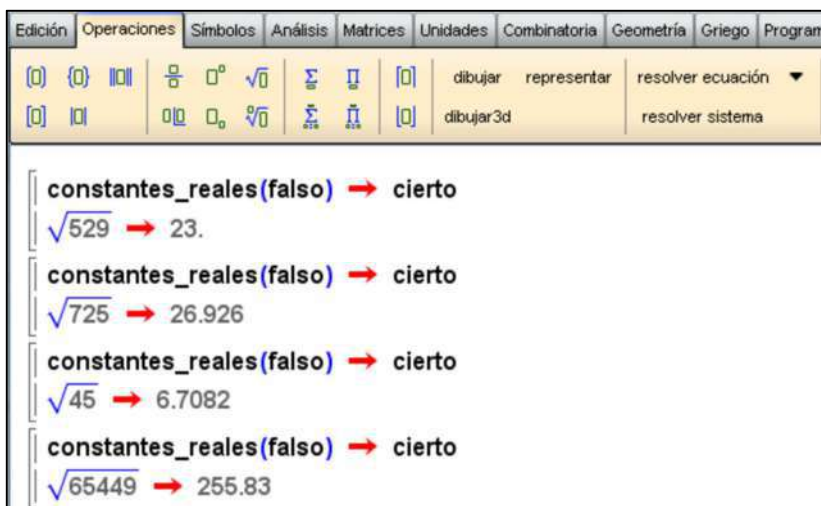 Edición Operaciones Símbolos Análisis Matrices Unidades Combinatoria Geometría Griego Program
dibujar representar resolver ecuación
dibujar3d resolver sistema
constantes_reales(falso) → cierto
√529 → 23.
constantes_reales(falso) → cierto
√725 → 26.926
constantes_reales(falso) → cierto
√45 → 6.7082
constantes_reales(falso) → cierto
√65449 → 255.83